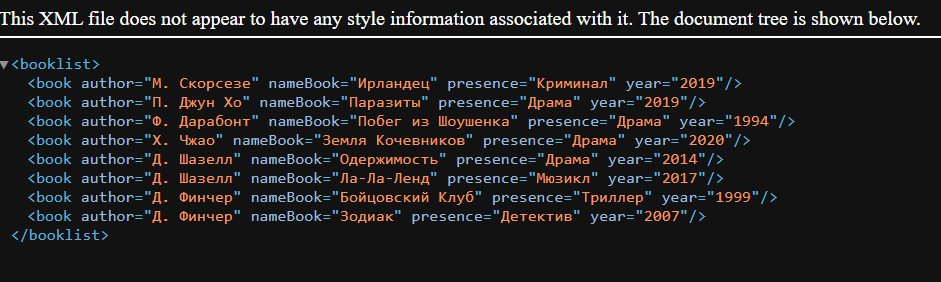 This XML file does not appear to have any style information associated with it. The document tree is shown below.
▼<booklist>
<book author="М. Скорсезе" nameBook="Ирландец" presence="Криминал" year="2019"/>
<book author="П. Джун Хо" nameBook="Паразиты" presence="Драма" year="2019"/>
<book author="Ф. Дарабонт" nameBook="Побег из Шоушенка" presence="Драма" year="1994"/>
<book author="Х. Чжао" nameBook="Земля Кочевников" presence="Драма" year="2020"/>
<book author="Д. Шазелл" nameBook="Одержимость" presence="Драма" year="2014"/>
<book author="Д. Шазелл" nameBook="Ла-Ла-Ленд" presence="Мюзикл" year="2017"/>
<book author="Д. Финчер" nameBook="Бойцовский Клуб" presence="Триллер" year="1999"/>
<book author="Д. Финчер" nameBook="Зодиак" presence="Детектив" year="2007"/>
</booklist>